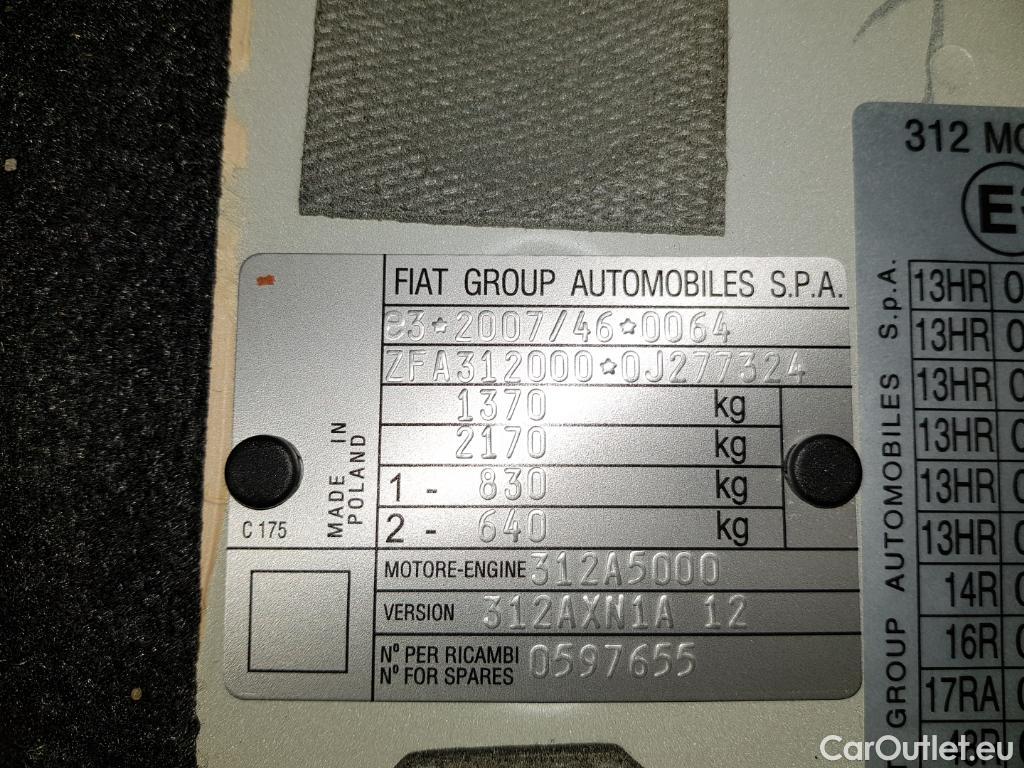 FIAT GROUP AUTOMOBILES S.P.A.
e3*2007/46*0064
ZFA312000*0J277324
1370 kg
2170 kg
1 - 830 kg
2 - 640 kg
MADE IN
POLAND
C 175
MOTORE-ENGINE 312A5000
VERSION 312AXN1A 12
Nº PER RICAMBI
Nº FOR SPARES 0597655
312
E
GROUP AUTOMOBILES S.p.A.
13HR
13HR
13HR
13HR
13HR
13HR
14R
16R
17RA
CarOutlet.eu